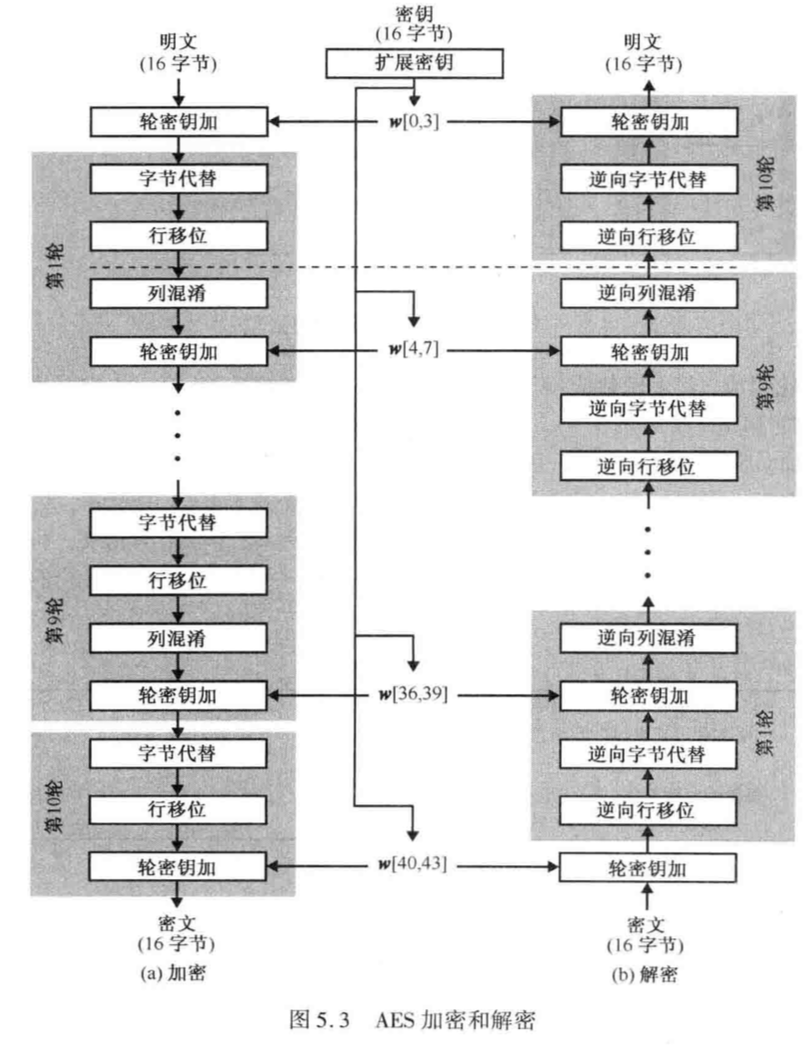 明文
(16 字节)
轮密钥加
第1轮
字节代替
行移位
列混淆
轮密钥加
第9轮
字节代替
行移位
列混淆
轮密钥加
第10轮
字节代替
行移位
轮密钥加
密文
(16 字节)
(a) 加密
密钥
(16 字节)
扩展密钥
w[0,3]
w[4,7]
w[36,39]
w[40,43]
明文
(16 字节)
轮密钥加
逆向字节代替
逆向行移位
第10轮
逆向列混淆
轮密钥加
逆向字节代替
逆向行移位
第9轮
逆向列混淆
轮密钥加
逆向字节代替
逆向行移位
第1轮
轮密钥加
密文
(16 字节)
(b) 解密
图 5.3 AES 加密和解密